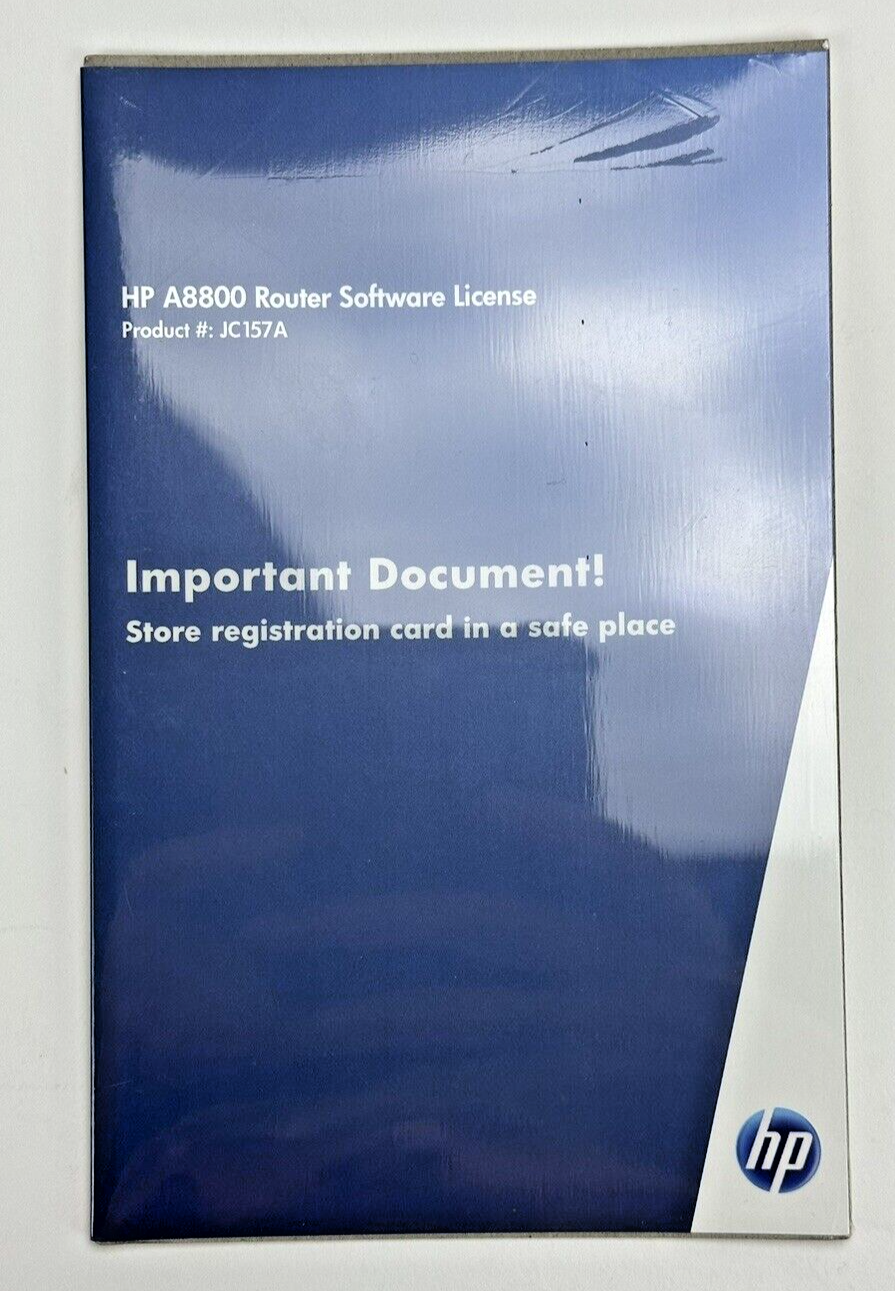 HP A8800 Router Software License
Product #: JC157A
Important Document!
Store registration card in a safe place
hp